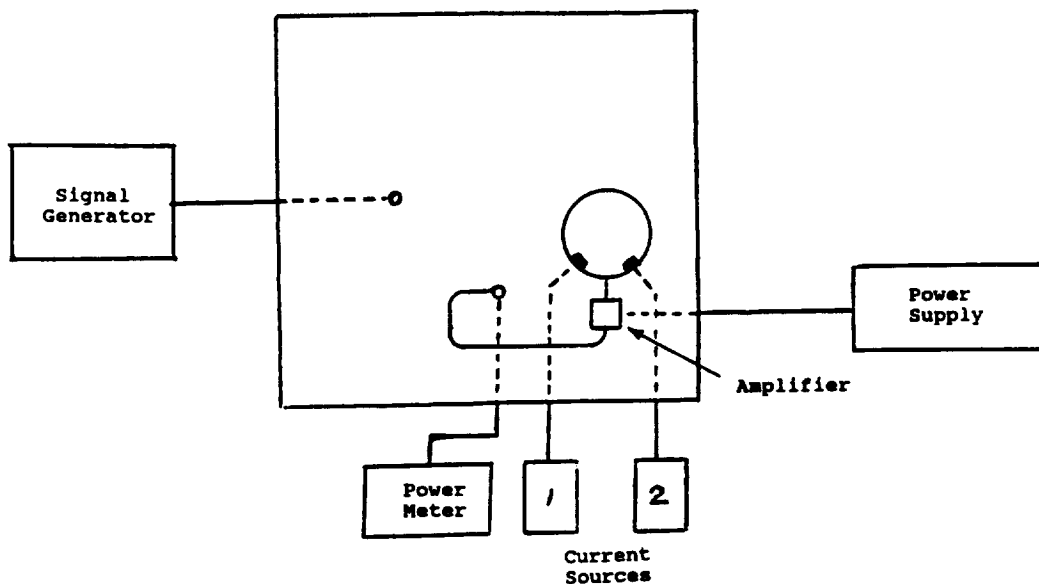 Signal
Generator
Power
Supply
Amplifier
Power
Meter
1
2
Current
Sources